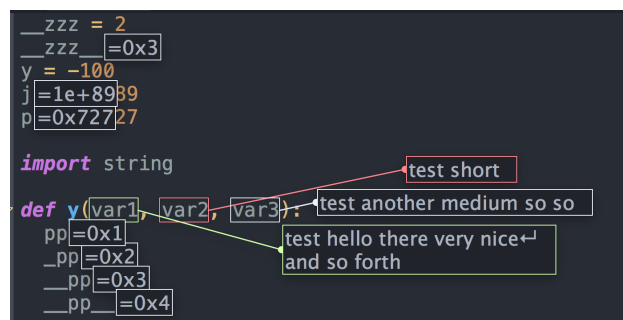 __zzz = 2
__zzz__=0x3
y = -100
j=1e+8989
p=0x72727
import string
test short
def y(var1, var2, var3):
test another medium so so
pp=0x1
test hello there very nice↵
_pp=0x2
and so forth
__pp=0x3
__pp__=0x4